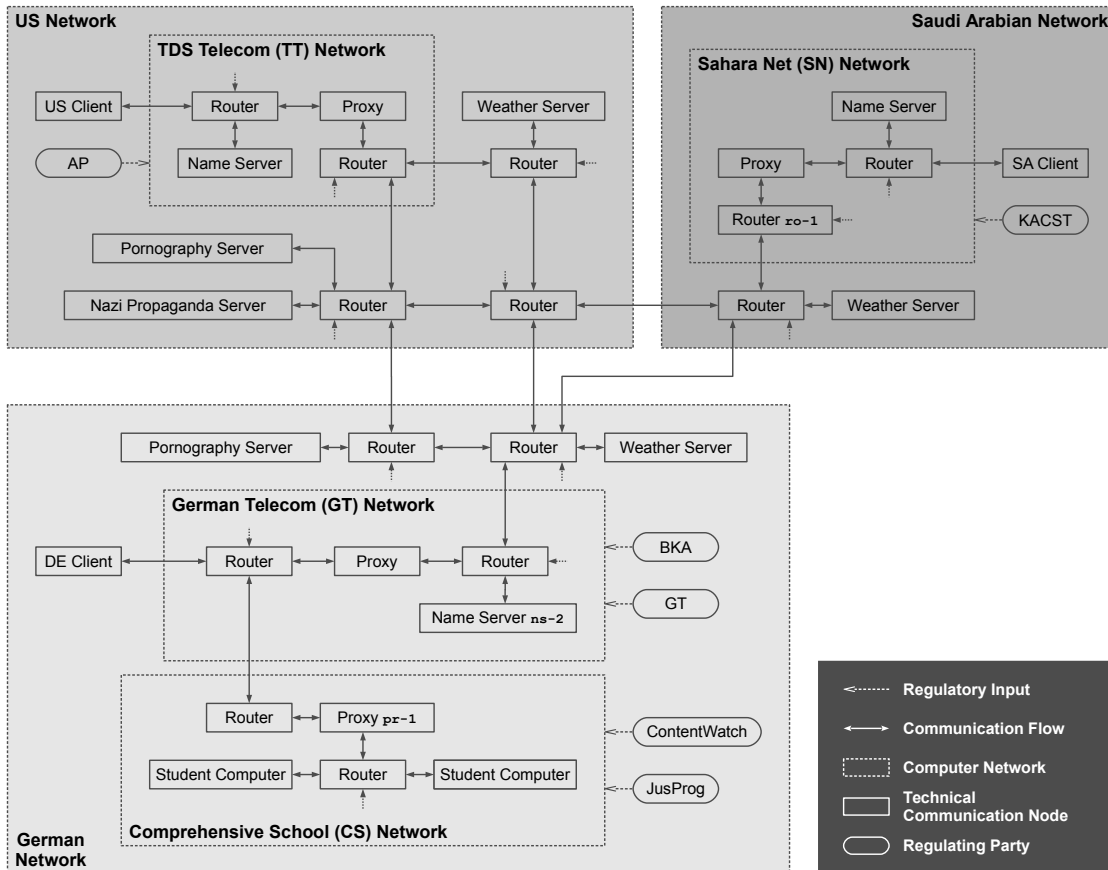 US Network
Saudi Arabian Network
TDS Telecom (TT) Network
Sahara Net (SN) Network
US Client
Router
Proxy
Weather Server
Name Server
AP
Name Server
Router
Router
Proxy
Router
SA Client
Router ro-1
KACST
Pornography Server
Nazi Propaganda Server
Router
Router
Router
Weather Server
Pornography Server
Router
Router
Weather Server
German Telecom (GT) Network
DE Client
Router
Proxy
Router
BKA
Name Server ns-2
GT
Router
Proxy pr-1
ContentWatch
Student Computer
Router
Student Computer
JusProg
Comprehensive School (CS) Network
German
Network
Regulatory Input
Communication Flow
Computer Network
Technical
Communication Node
Regulating Party